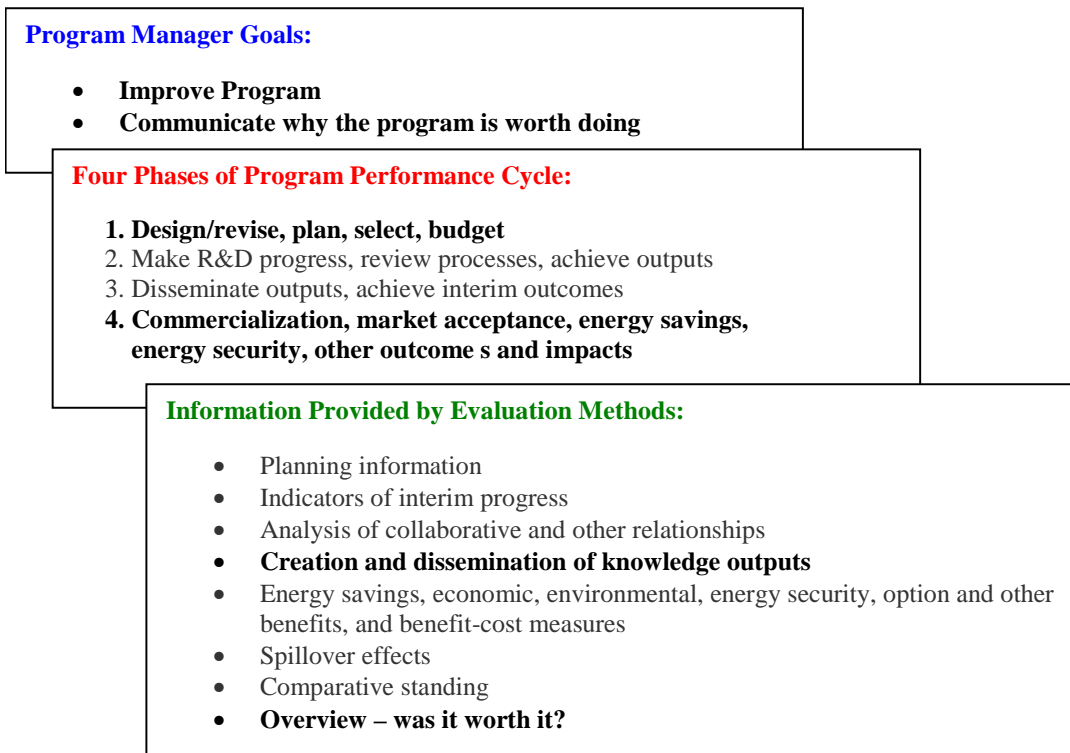 Program Manager Goals:
• Improve Program
• Communicate why the program is worth doing
Four Phases of Program Performance Cycle:
1. Design/revise, plan, select, budget
2. Make R&D progress, review processes, achieve outputs
3. Disseminate outputs, achieve interim outcomes
4. Commercialization, market acceptance, energy savings,
energy security, other outcome s and impacts
Information Provided by Evaluation Methods:
• Planning information
• Indicators of interim progress
• Analysis of collaborative and other relationships
• Creation and dissemination of knowledge outputs
• Energy savings, economic, environmental, energy security, option and other
benefits, and benefit-cost measures
• Spillover effects
• Comparative standing
• Overview – was it worth it?